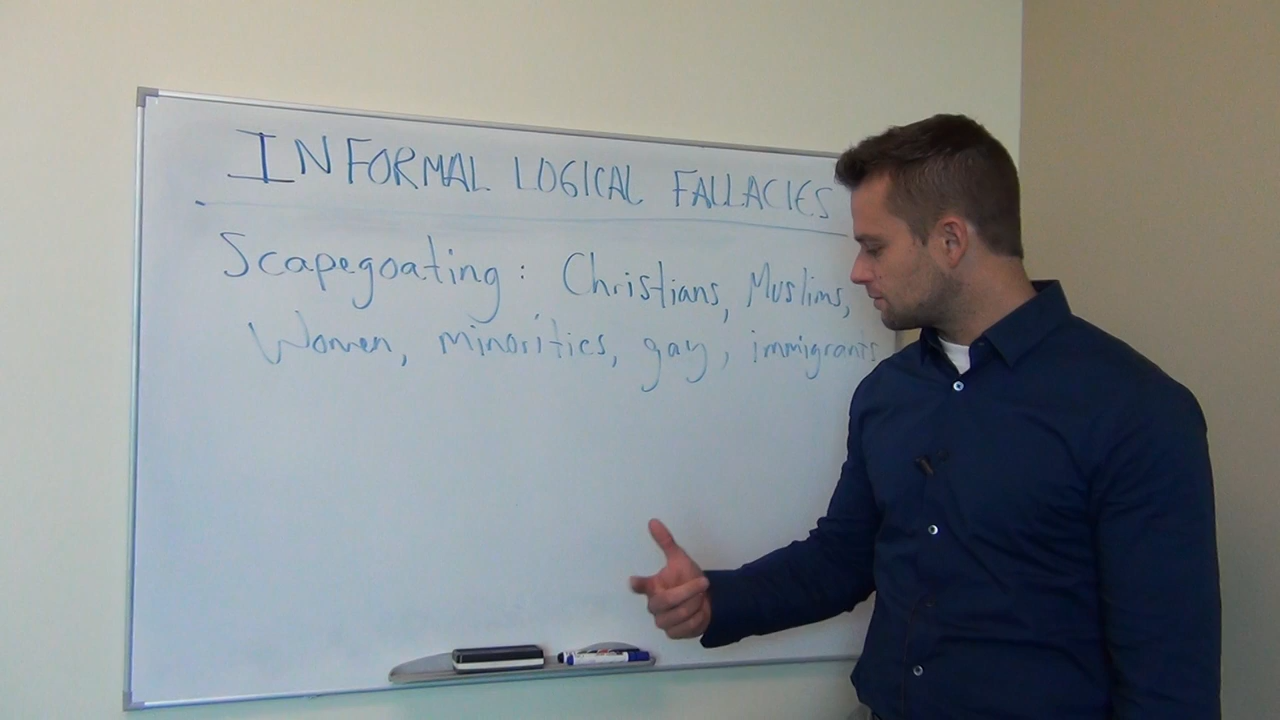 INFORMAL LOGICAL FALLACIES
Scapegoating: Christians, Muslims,
Women, minorities, gay, immigrants